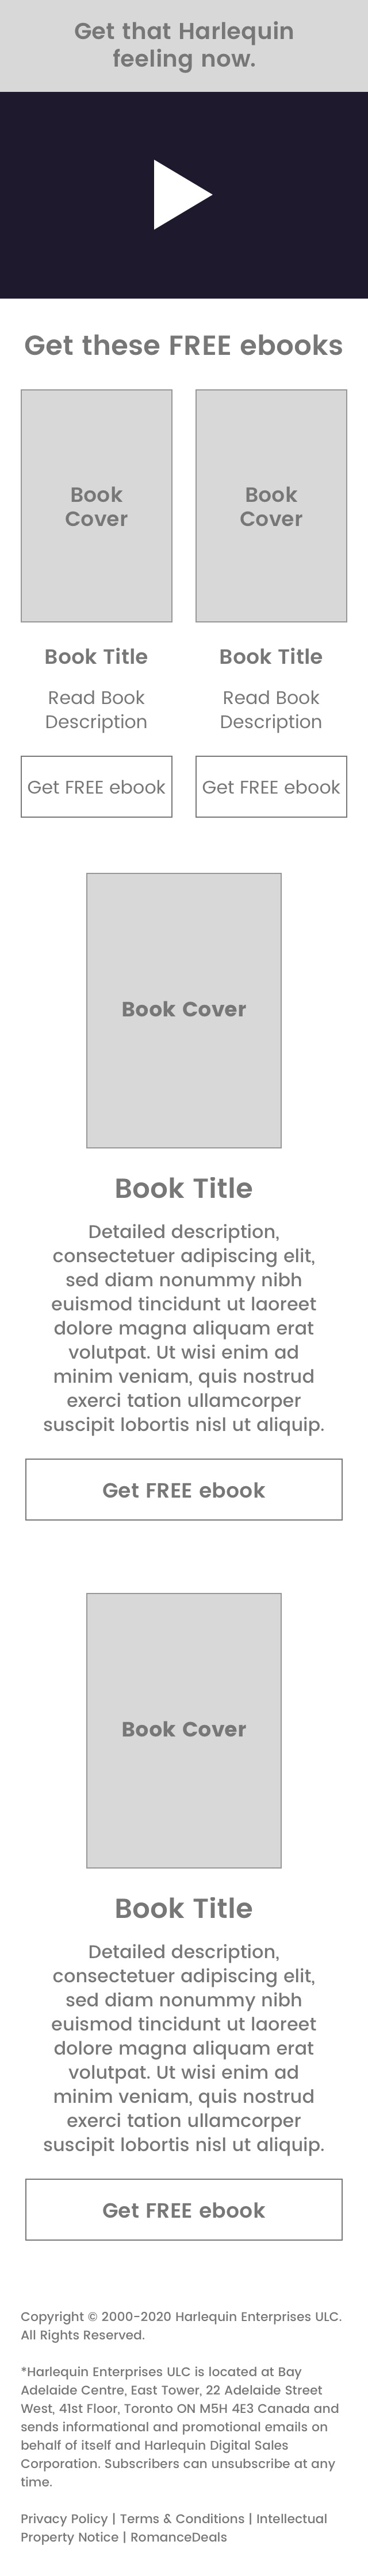 Get that Harlequin
feeling now.
Get these FREE ebooks
Book
Cover
Book
Cover
Book Title
Book Title
Read Book
Description
Read Book
Description
Get FREE ebook
Get FREE ebook
Book Cover
Book Title
Detailed description,
consectetuer adipiscing elit,
sed diam nonummy nibh
euismod tincidunt ut laoreet
dolore magna aliquam erat
volutpat. Ut wisi enim ad
minim veniam, quis nostrud
exerci tation ullamcorper
suscipit lobortis nisl ut aliquip.
Get FREE ebook
Book Cover
Book Title
Detailed description,
consectetuer adipiscing elit,
sed diam nonummy nibh
euismod tincidunt ut laoreet
dolore magna aliquam erat
volutpat. Ut wisi enim ad
minim veniam, quis nostrud
exerci tation ullamcorper
suscipit lobortis nisl ut aliquip.
Get FREE ebook
Copyright © 2000-2020 Harlequin Enterprises ULC.
All Rights Reserved.
*Harlequin Enterprises ULC is located at Bay
Adelaide Centre, East Tower, 22 Adelaide Street
West, 41st Floor, Toronto ON M5H 4E3 Canada and
sends informational and promotional emails on
behalf of itself and Harlequin Digital Sales
Corporation. Subscribers can unsubscribe at any
time.
Privacy Policy | Terms & Conditions | Intellectual
Property Notice | RomanceDeals